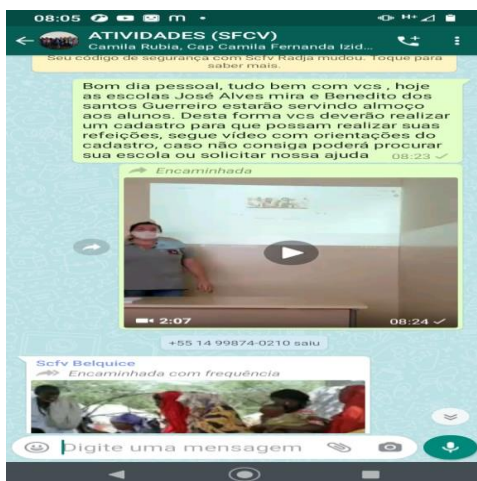 08:05
ATIVIDADES (SFCV)
Camila Rubia, Cap Camila Fernanda Izid...
Seu código de segurança com Scfv Radja mudou. Toque para
saber mais.
Bom dia pessoal, tudo bem com vcs , hoje
as escolas José Alves mira e Benedito dos
santos Guerreiro estarão servindo almoço
aos alunos. Desta forma vcs deverão realizar
um cadastro para que possam realizar suas
refeições, segue vídeo com orientações do
cadastro, caso não consiga poderá procurar
sua escola ou solicitar nossa ajuda 08:23
Encaminhada
2:07 08:24
+55 14 99874-0210 saiu
Scfv Belquice
Encaminhada com frequência
Digite uma mensagem